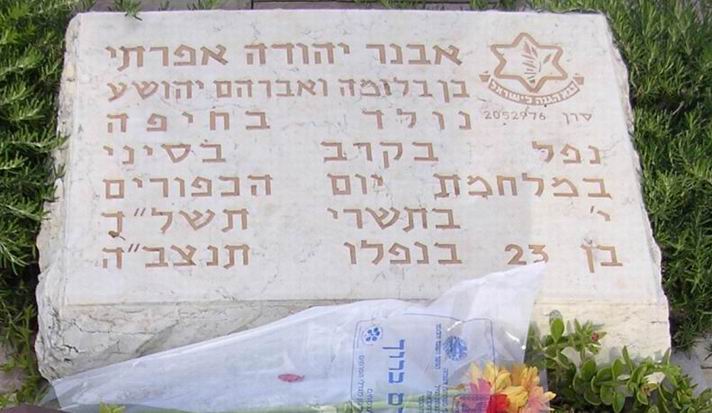 אבנר יהודה אפרתי
צבא הגנה לישראל
בן בלומה ואברהם יהושע
סרן 2052976
נולד בחיפה
נפל בקרב בסיני
במלחמת יום הכפורים
י' בתשרי תשל"ד
בן 23 בנפלו תנצב"ה